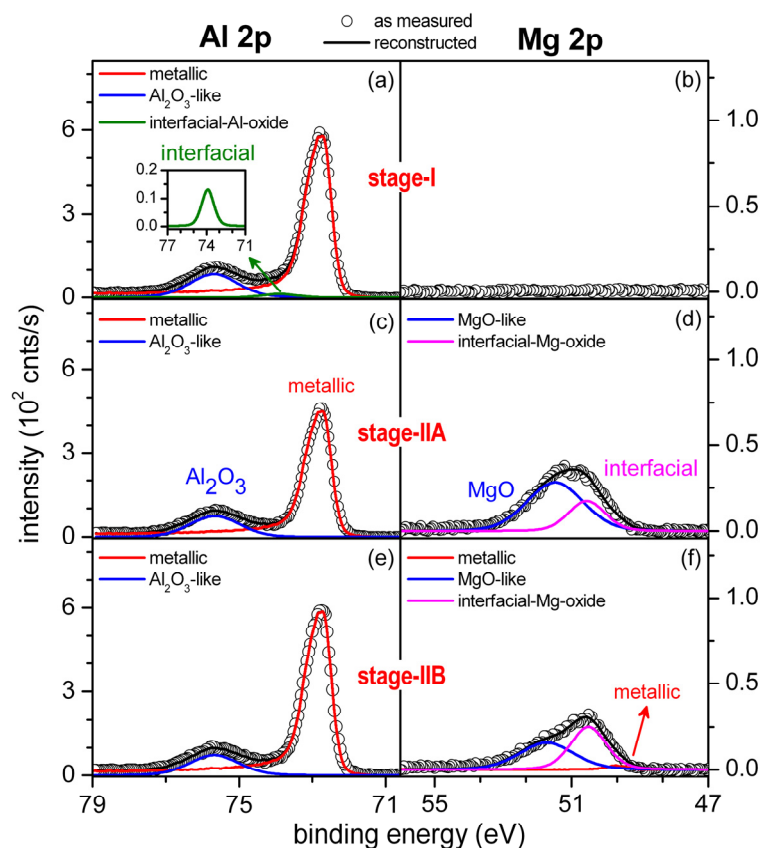 Al 2p
as measured
reconstructed
Mg 2p
metallic
Al2O3-like
interfacial-Al-oxide
(a)
interfacial
0.2
0.1
0.0
77 74 71
stage-I
6
3
0
(b)
1.0
0.5
0.0
metallic
Al2O3-like
(c)
metallic
Al2O3
stage-IIA
6
3
0
MgO-like
interfacial-Mg-oxide
(d)
interfacial
MgO
1.0
0.5
0.0
metallic
Al2O3-like
(e)
stage-IIB
6
3
0
metallic
MgO-like
interfacial-Mg-oxide
(f)
metallic
1.0
0.5
0.0
79 75 71
55 51 47
intensity (10² cnts/s)
binding energy (eV)